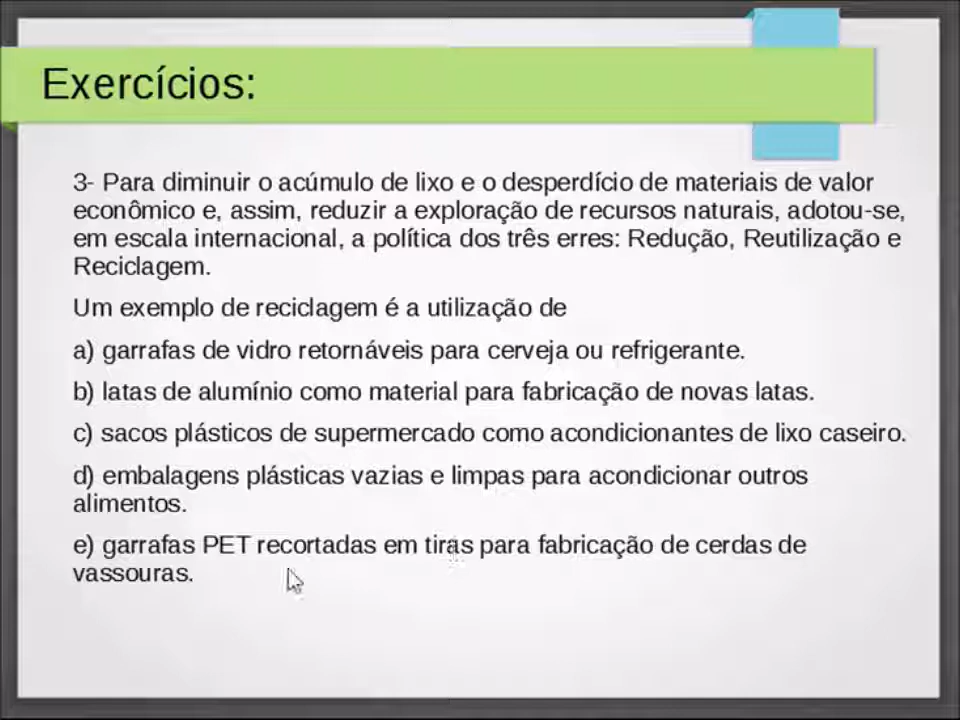 Exercícios:
3- Para diminuir o acúmulo de lixo e o desperdício de materiais de valor
econômico e, assim, reduzir a exploração de recursos naturais, adotou-se,
em escala internacional, a política dos três erres: Redução, Reutilização e
Reciclagem.
Um exemplo de reciclagem é a utilização de
a) garrafas de vidro retornáveis para cerveja ou refrigerante.
b) latas de alumínio como material para fabricação de novas latas.
c) sacos plásticos de supermercado como acondicionantes de lixo caseiro.
d) embalagens plásticas vazias e limpas para acondicionar outros
alimentos.
e) garrafas PET recortadas em tiras para fabricação de cerdas de
vassouras.